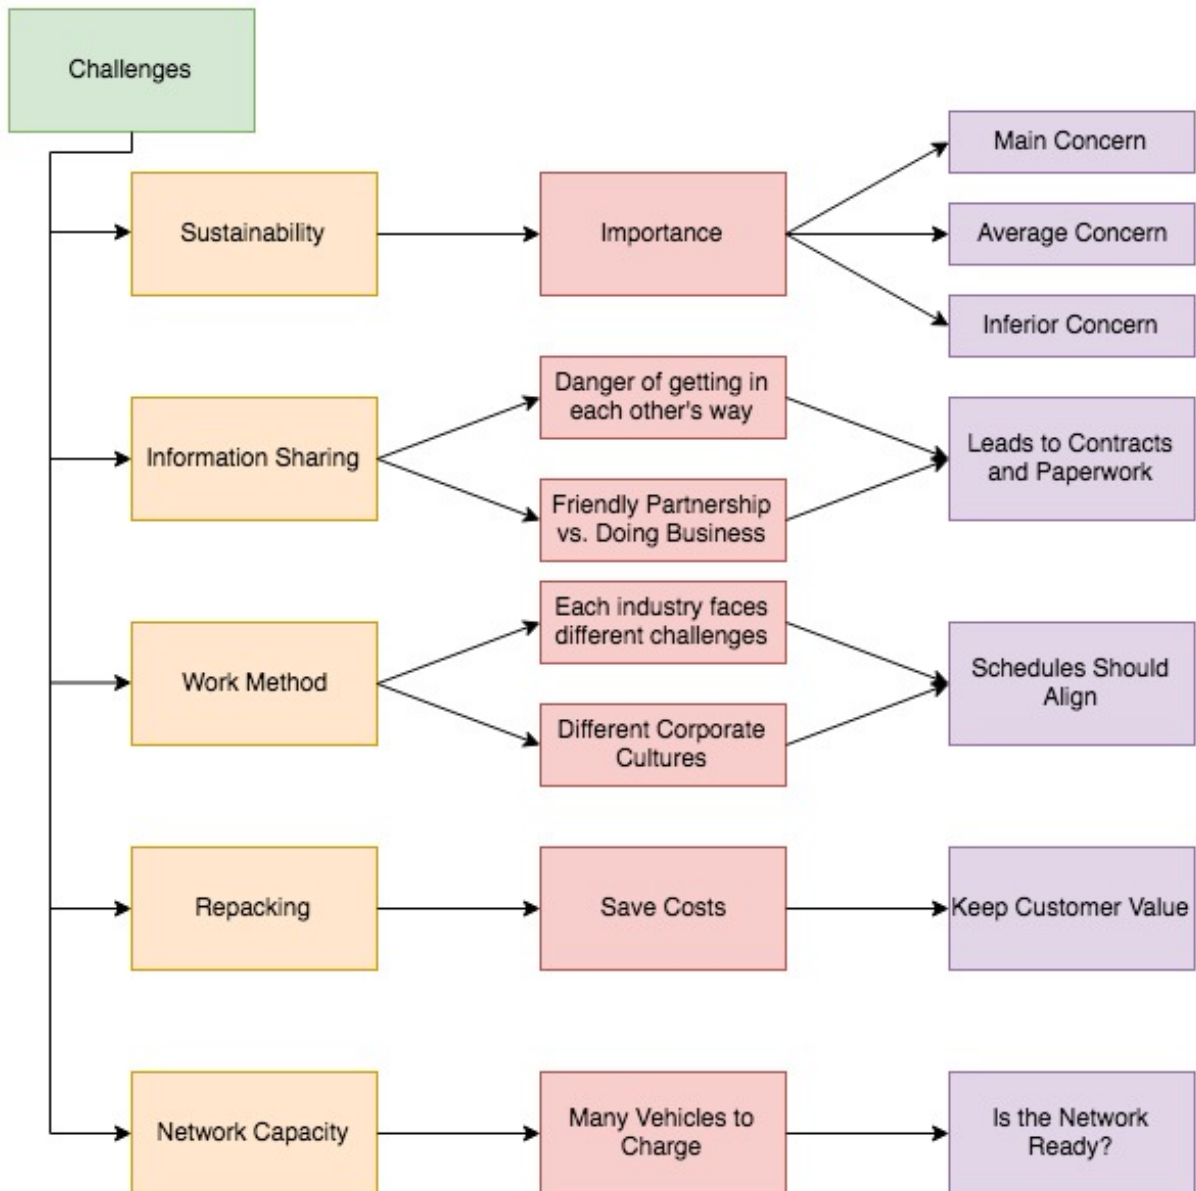 Challenges
Main Concern
Sustainability
Importance
Average Concern
Inferior Concern
Danger of getting in
each other's way
Information Sharing
Leads to Contracts
and Paperwork
Friendly Partnership
vs. Doing Business
Each industry faces
different challenges
Work Method
Schedules Should
Align
Different Corporate
Cultures
Repacking
Save Costs
Keep Customer Value
Network Capacity
Many Vehicles to
Charge
Is the Network
Ready?